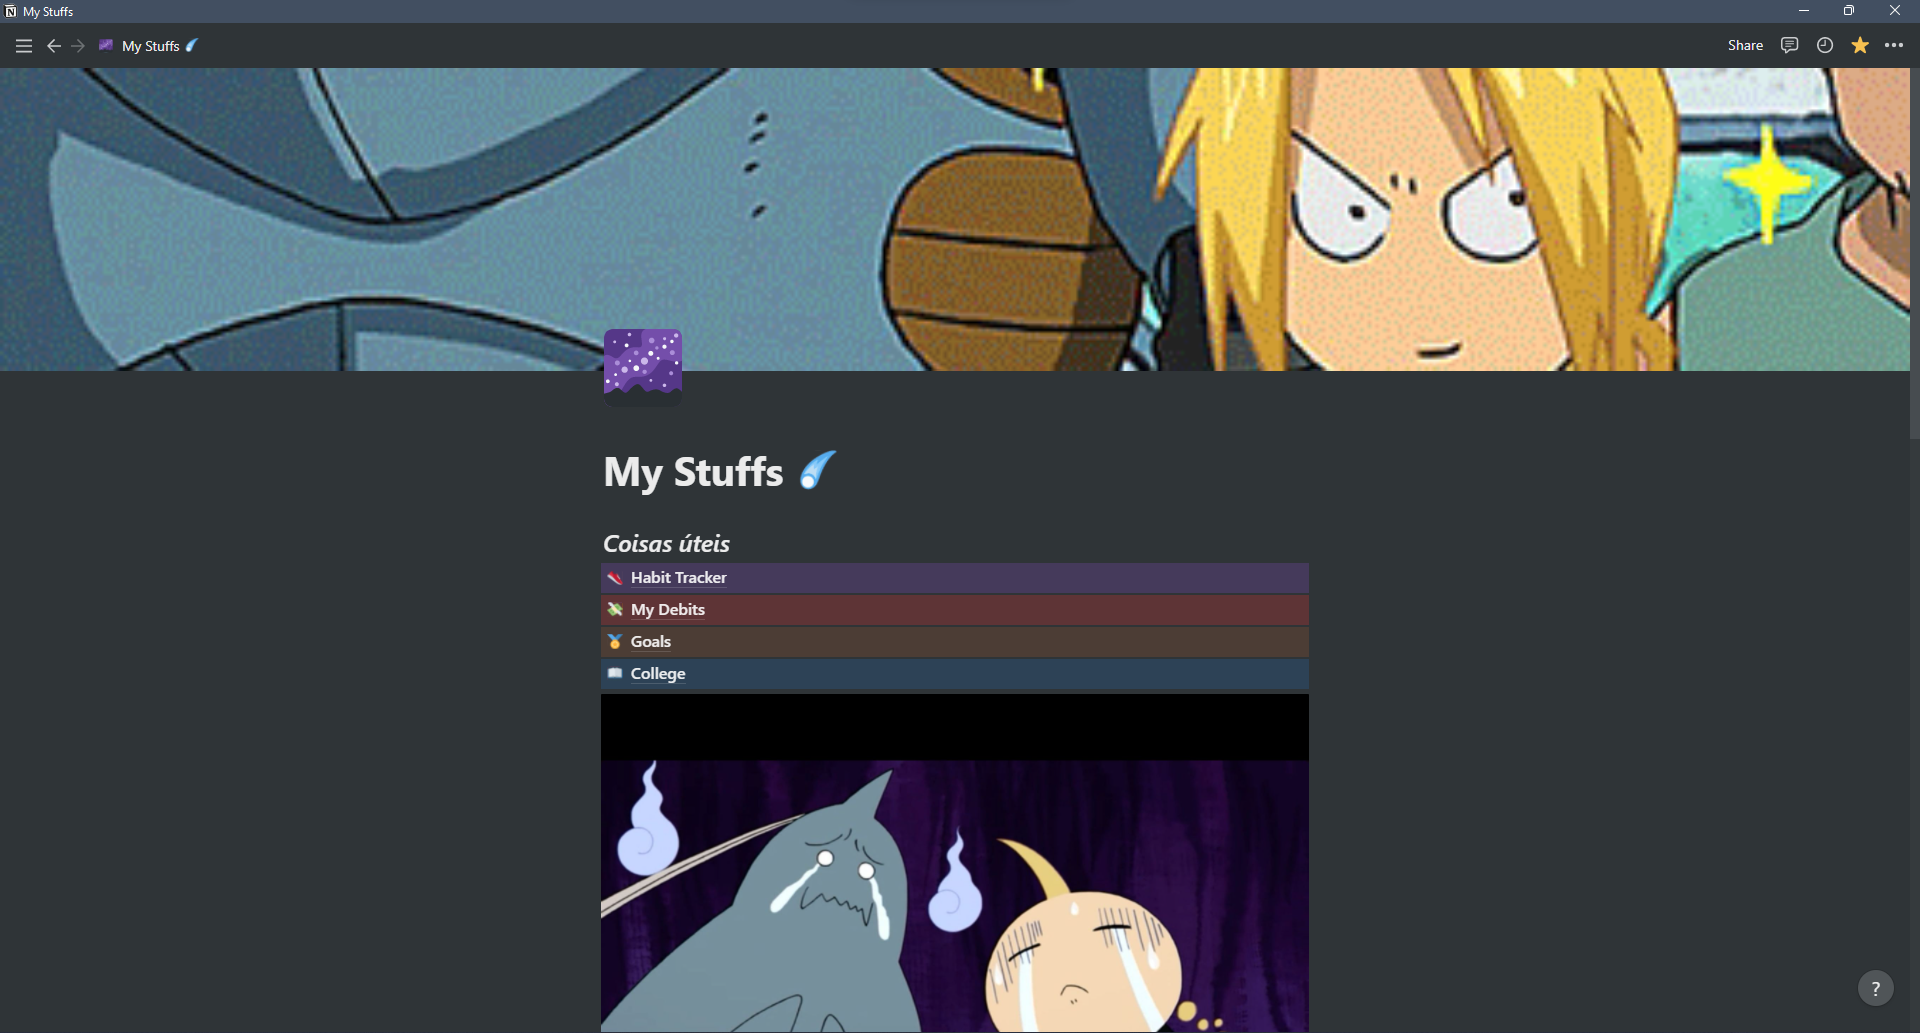 My Stuffs
My Stuffs
Share
My Stuffs
Coisas úteis
Habit Tracker
My Debits
Goals
College
?